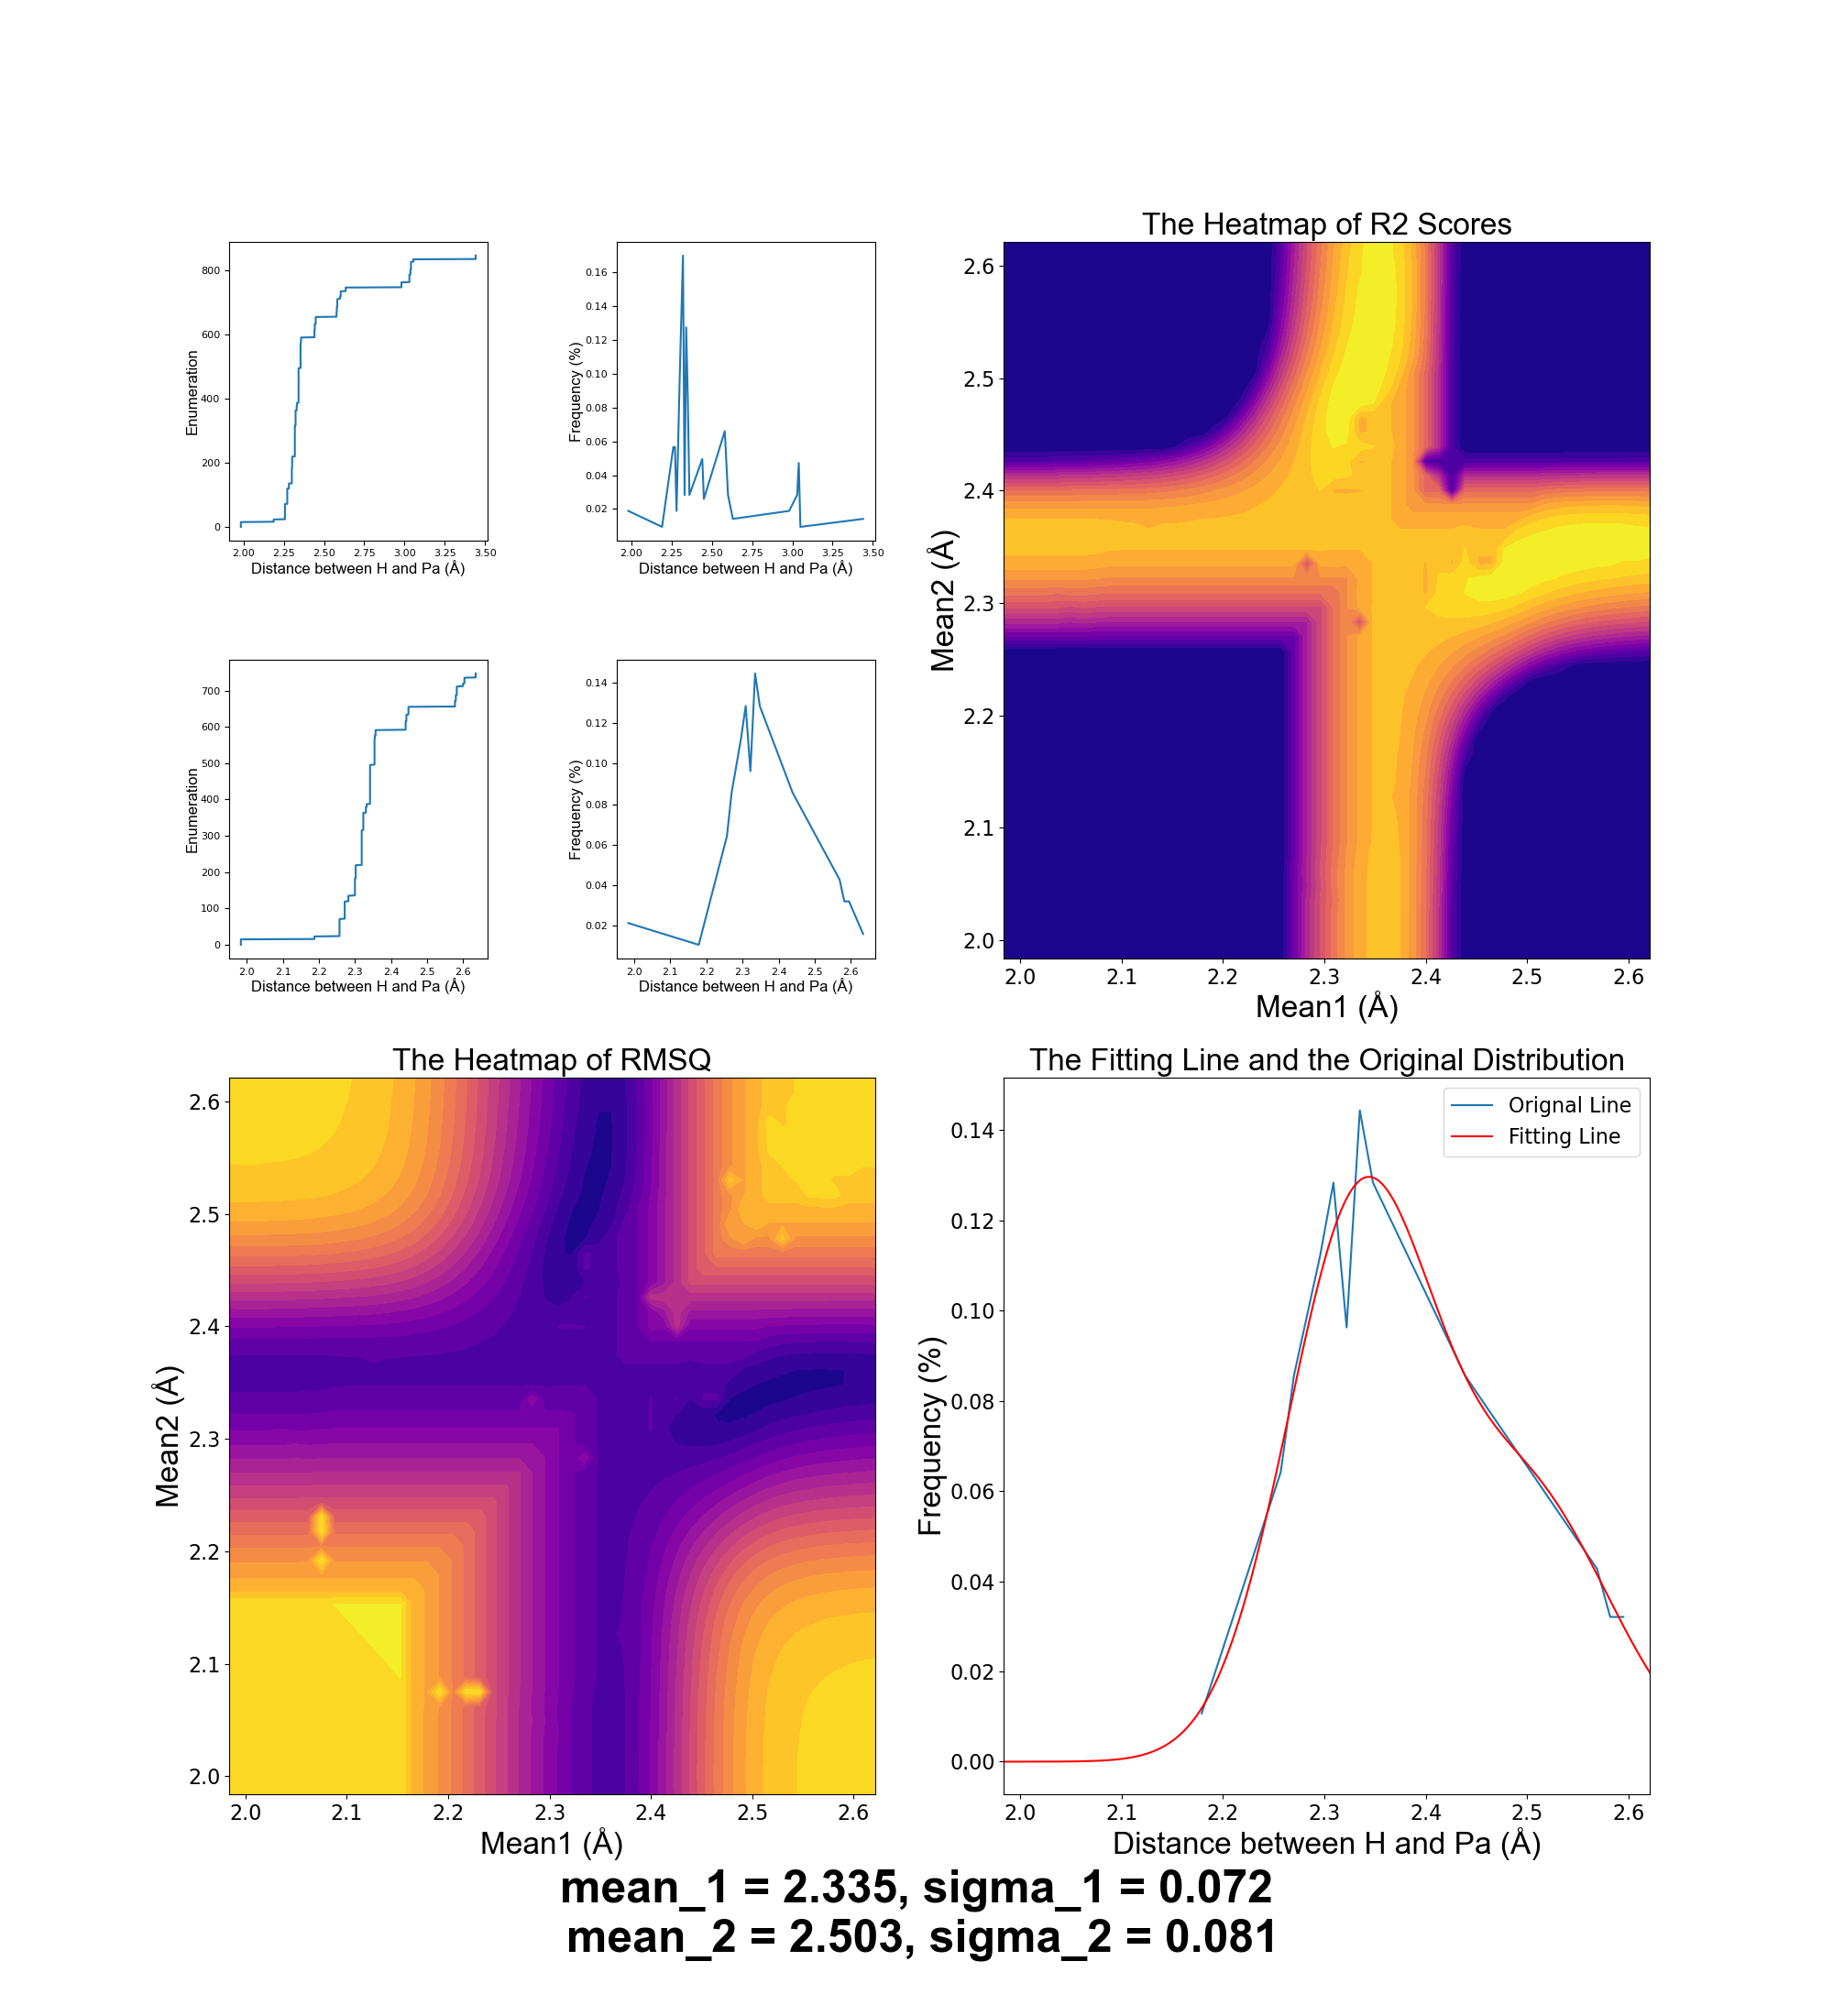 The Heatmap of R2 Scores
800
600
400
200
0
Enumeration
2.00 2.25 2.50 2.75 3.00 3.25 3.50
Distance between H and Pa (Å)
0.16
0.14
0.12
0.10
0.08
0.06
0.04
0.02
Frequency (%)
2.00 2.25 2.50 2.75 3.00 3.25 3.50
Distance between H and Pa (Å)
2.6
2.5
2.4
2.3
2.2
2.1
2.0
Mean2 (Å)
2.0 2.1 2.2 2.3 2.4 2.5 2.6
Mean1 (Å)
700
600
500
400
300
200
100
0
Enumeration
2.0 2.1 2.2 2.3 2.4 2.5 2.6
Distance between H and Pa (Å)
0.14
0.12
0.10
0.08
0.06
0.04
0.02
Frequency (%)
2.0 2.1 2.2 2.3 2.4 2.5 2.6
Distance between H and Pa (Å)
The Heatmap of RMSQ
2.6
2.5
2.4
2.3
2.2
2.1
2.0
Mean2 (Å)
2.0 2.1 2.2 2.3 2.4 2.5 2.6
Mean1 (Å)
The Fitting Line and the Original Distribution
Orignal Line
Fitting Line
0.14
0.12
0.10
0.08
0.06
0.04
0.02
0.00
Frequency (%)
2.0 2.1 2.2 2.3 2.4 2.5 2.6
Distance between H and Pa (Å)
mean_1 = 2.335, sigma_1 = 0.072
mean_2 = 2.503, sigma_2 = 0.081